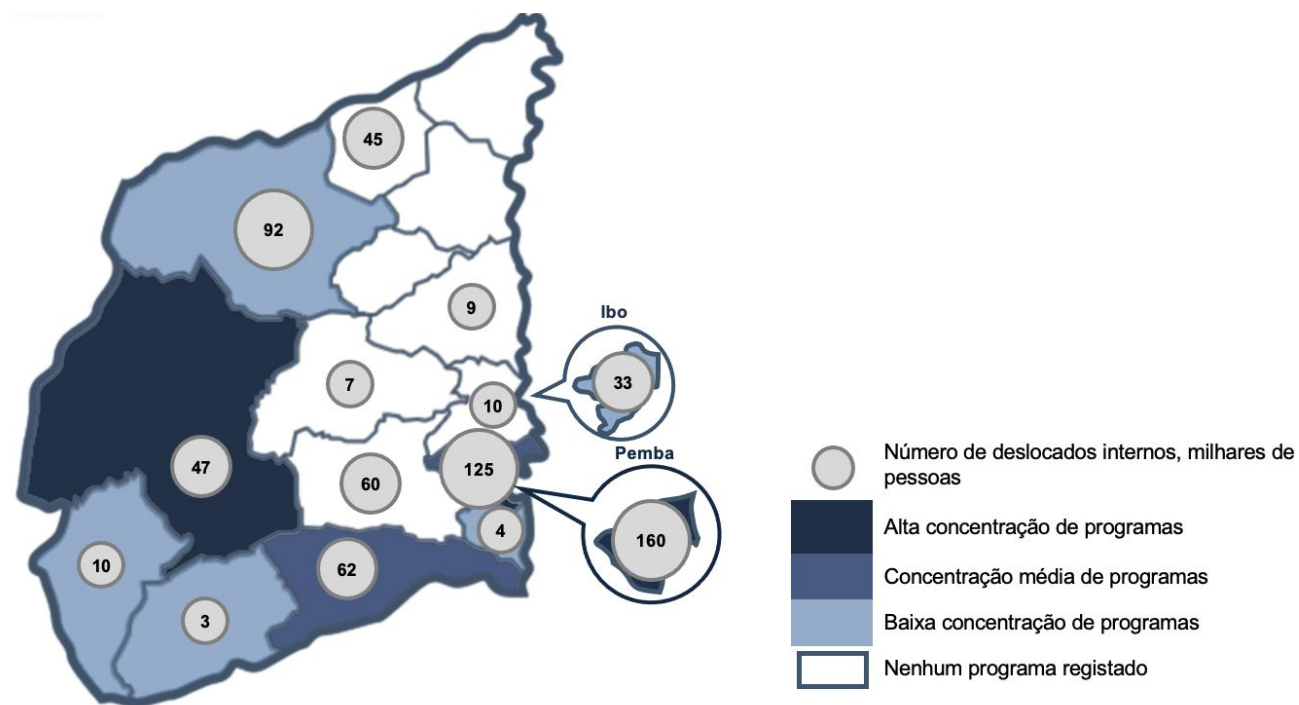 45
92
9
Ibo
33
7
10
Pemba
125
47
60
160
4
10
62
3
Número de deslocados internos, milhares de
pessoas
Alta concentração de programas
Concentração média de programas
Baixa concentração de programas
Nenhum programa registado